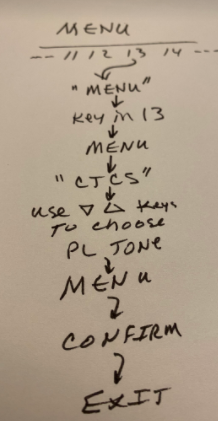 MENU
-- 11 12 13 14 ---
"MENU"
Key in 13
MENU
"CTCS"
use ▽ △ Keys
To choose
PL TONE
MENU
CONFIRM
EXIT